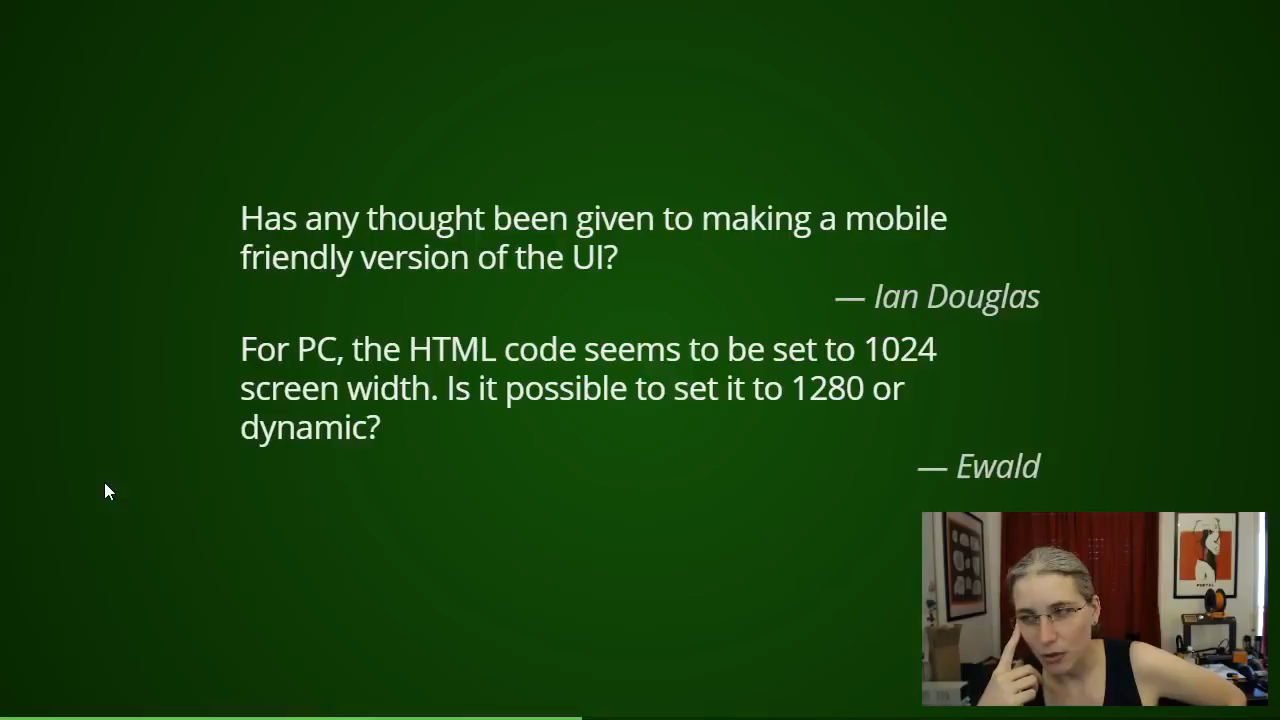 Has any thought been given to making a mobile
friendly version of the UI?
— Ian Douglas
For PC, the HTML code seems to be set to 1024
screen width. Is it possible to set it to 1280 or
dynamic?
— Ewald